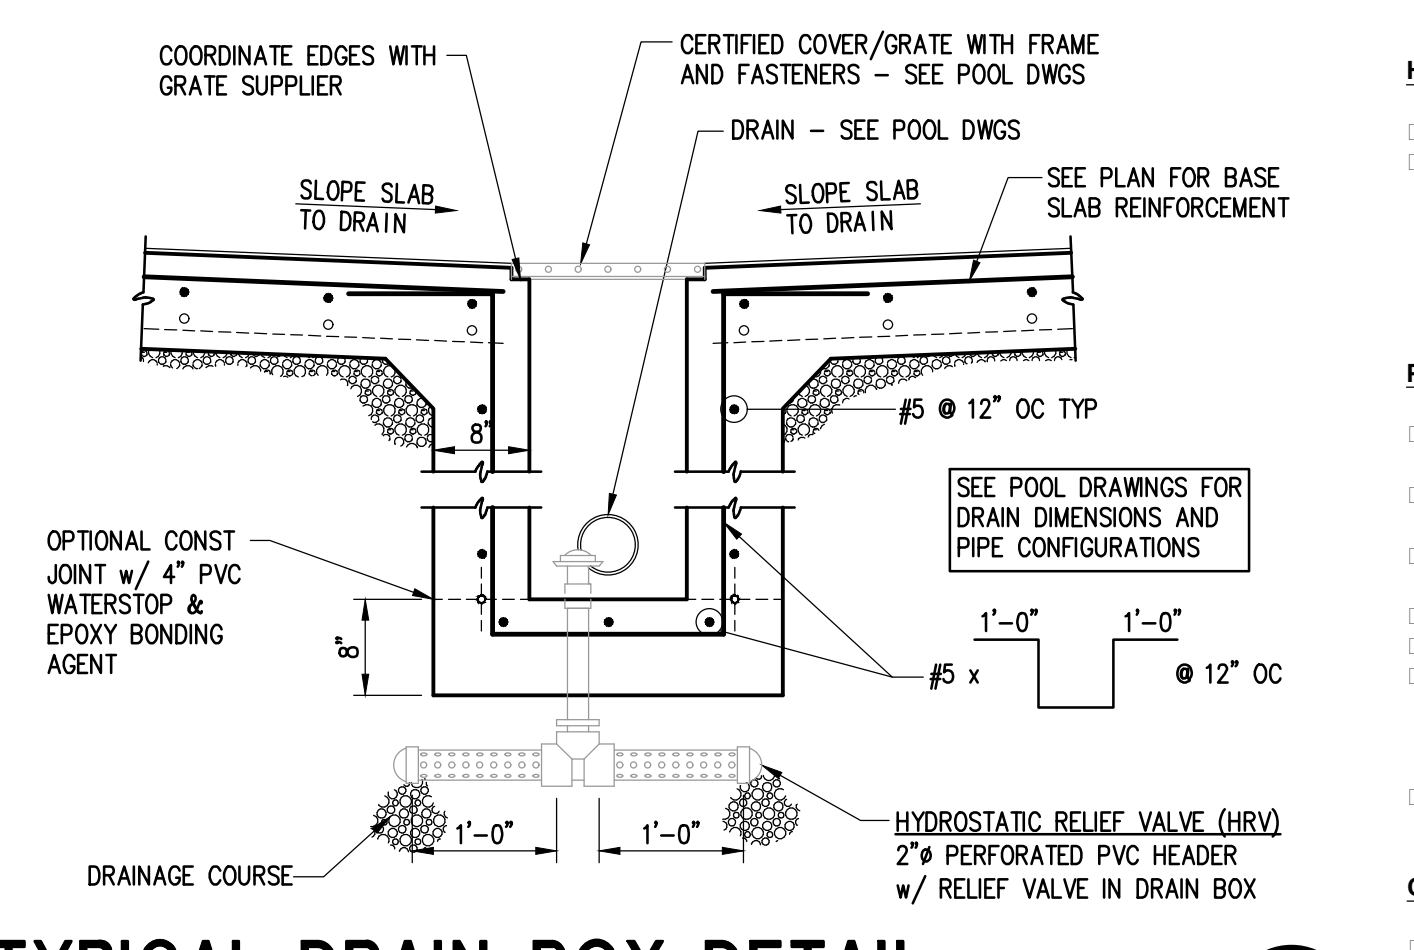 COORDINATE EDGES WITH
GRATE SUPPLIER
CERTIFIED COVER/GRATE WITH FRAME
AND FASTENERS – SEE POOL DWGS
DRAIN – SEE POOL DWGS
SLOPE SLAB
TO DRAIN
SLOPE SLAB
TO DRAIN
SEE PLAN FOR BASE
SLAB REINFORCEMENT
#5 @ 12" OC TYP
8"
SEE POOL DRAWINGS FOR
DRAIN DIMENSIONS AND
PIPE CONFIGURATIONS
OPTIONAL CONST
JOINT w/ 4" PVC
WATERSTOP &
EPOXY BONDING
AGENT
8"
1'-0"
1'-0"
#5 x
@ 12" OC
1'-0"
1'-0"
HYDROSTATIC RELIEF VALVE (HRV)
2"ø PERFORATED PVC HEADER
w/ RELIEF VALVE IN DRAIN BOX
DRAINAGE COURSE
TYPICAL DRAIN BOX DETAIL